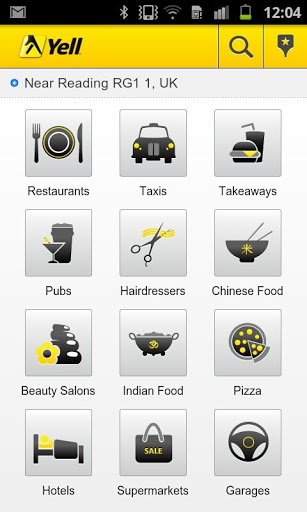 12:04
Yell
Near Reading RG1 1, UK
Restaurants
Taxis
Takeaways
Pubs
Hairdressers
米
Chinese Food
Beauty Salons
ॐ
Indian Food
Pizza
SALE
Hotels
Supermarkets
Garages